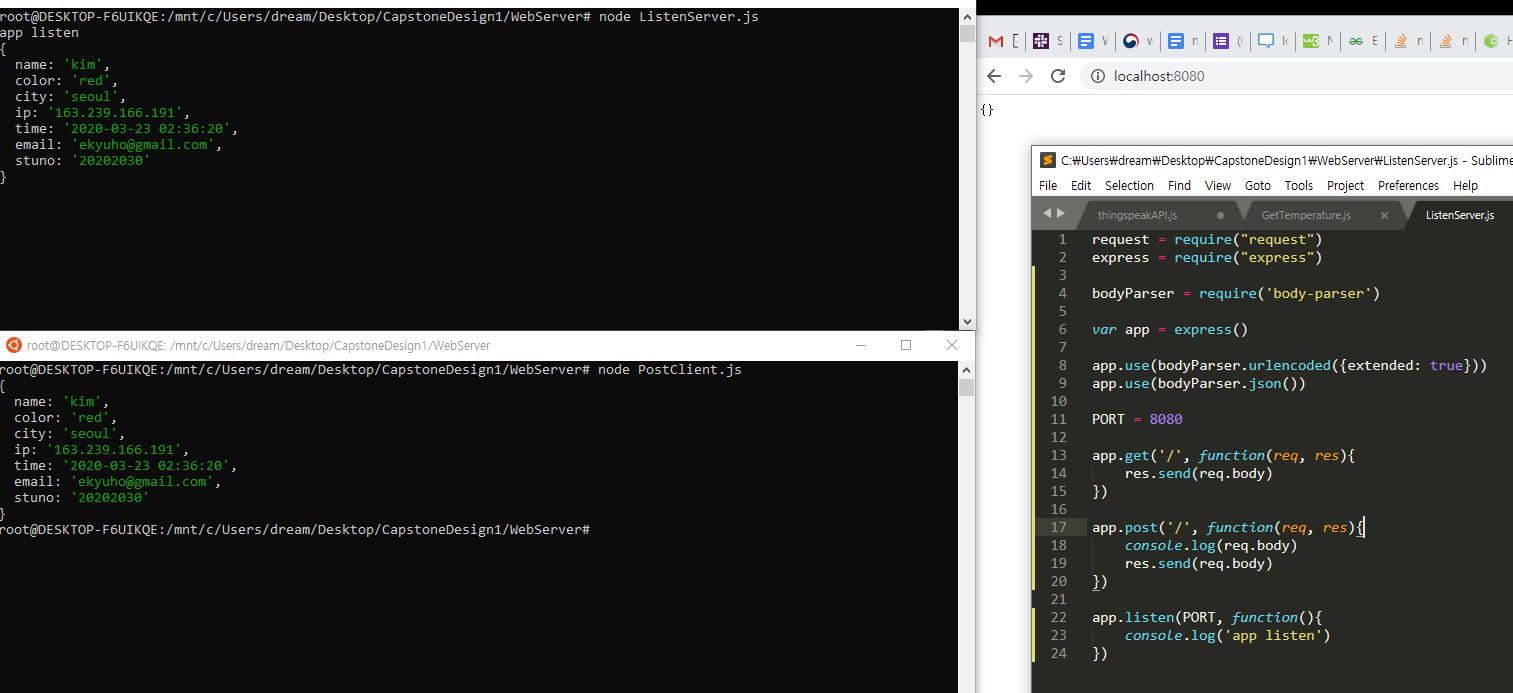 root@DESKTOP-F6UIKQE:/mnt/c/Users/dream/Desktop/CapstoneDesign1/WebServer# node ListenServer.js
app listen
{
  name: 'kim',
  color: 'red',
  city: 'seoul',
  ip: '163.239.166.191',
  time: '2020-03-23 02:36:20',
  email: 'ekyuho@gmail.com',
  stuno: '20202030'
}
root@DESKTOP-F6UIKQE: /mnt/c/Users/dream/Desktop/CapstoneDesign1/WebServer
root@DESKTOP-F6UIKQE:/mnt/c/Users/dream/Desktop/CapstoneDesign1/WebServer# node PostClient.js
{
  name: 'kim',
  color: 'red',
  city: 'seoul',
  ip: '163.239.166.191',
  time: '2020-03-23 02:36:20',
  email: 'ekyuho@gmail.com',
  stuno: '20202030'
}
root@DESKTOP-F6UIKQE:/mnt/c/Users/dream/Desktop/CapstoneDesign1/WebServer#
localhost:8080
{}
C:₩Users₩dream₩Desktop₩CapstoneDesign1₩WebServer₩ListenServer.js - Sublime
File Edit Selection Find View Goto Tools Project Preferences Help
thingspeakAPI.js GetTemperature.js ListenServer.js
1 request = require("request")
2 express = require("express")
3
4 bodyParser = require('body-parser')
5
6 var app = express()
7
8 app.use(bodyParser.urlencoded({extended: true}))
9 app.use(bodyParser.json())
10
11 PORT = 8080
12
13 app.get('/', function(req, res){
14     res.send(req.body)
15 })
16
17 app.post('/', function(req, res){
18     console.log(req.body)
19     res.send(req.body)
20 })
21
22 app.listen(PORT, function(){
23     console.log('app listen')
24 })